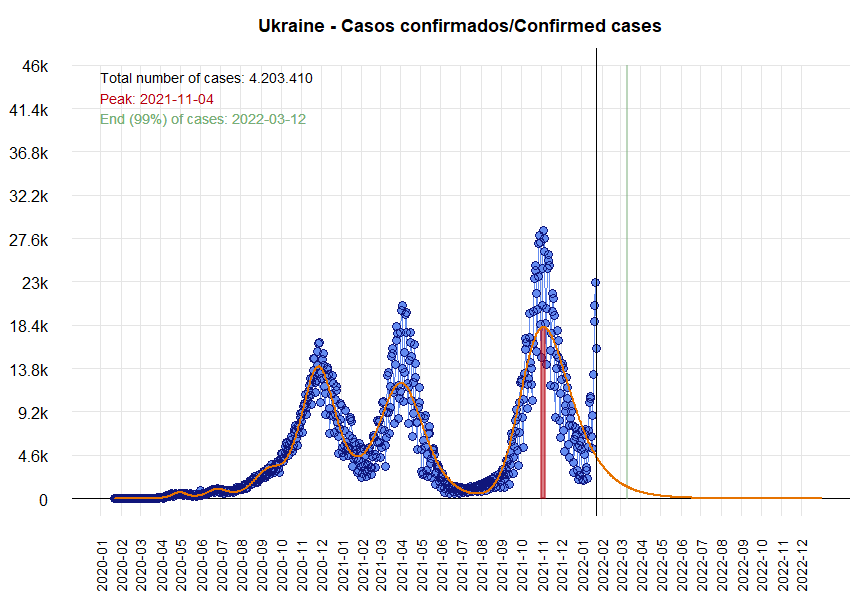 Ukraine - Casos confirmados/Confirmed cases
46k
Total number of cases: 4.203.410
Peak: 2021-11-04
End (99%) of cases: 2022-03-12
41.4k
36.8k
32.2k
27.6k
23k
18.4k
13.8k
9.2k
4.6k
0
2020-01
2020-02
2020-03
2020-04
2020-05
2020-06
2020-07
2020-08
2020-09
2020-10
2020-11
2020-12
2021-01
2021-02
2021-03
2021-04
2021-05
2021-06
2021-07
2021-08
2021-09
2021-10
2021-11
2021-12
2022-01
2022-02
2022-03
2022-04
2022-05
2022-06
2022-07
2022-08
2022-09
2022-10
2022-11
2022-12